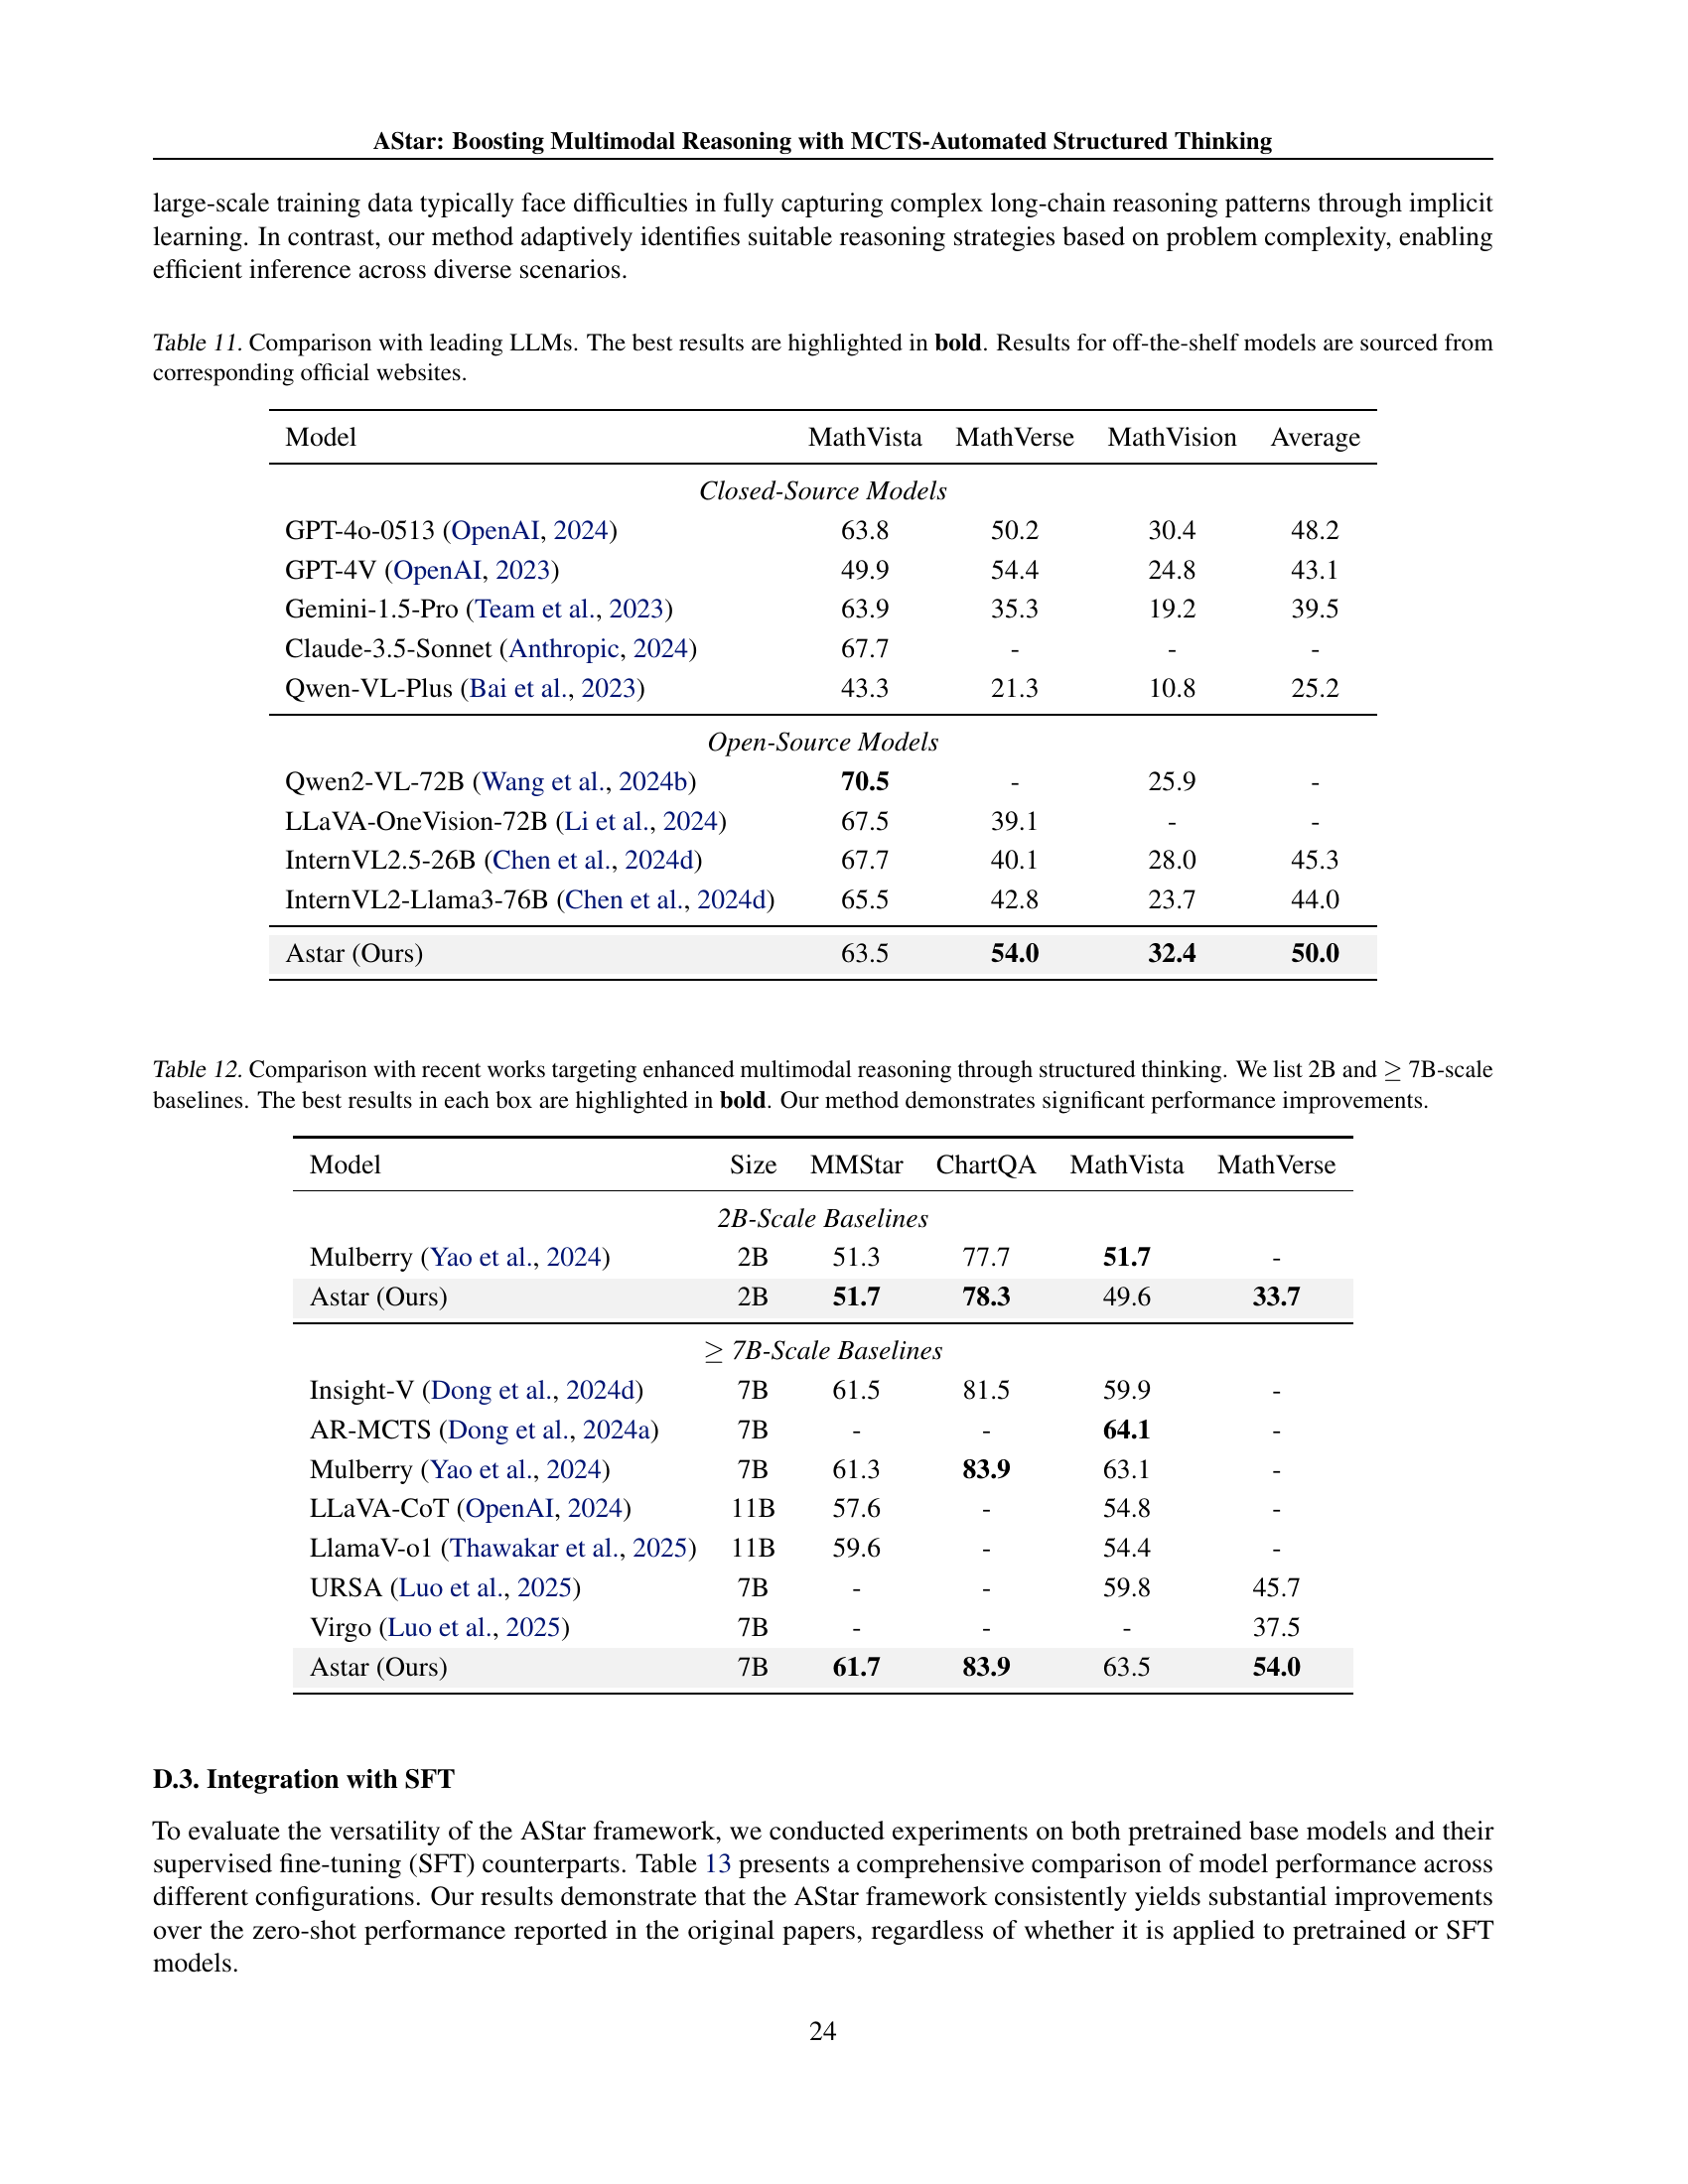 AStar: Boosting Multimodal Reasoning with MCTS-Automated Structured Thinking
large-scale training data typically face difficulties in fully capturing complex long-chain reasoning patterns through implicit
learning. In contrast, our method adaptively identifies suitable reasoning strategies based on problem complexity, enabling
efficient inference across diverse scenarios.
Table 11. Comparison with leading LLMs. The best results are highlighted in bold. Results for off-the-shelf models are sourced from
corresponding official websites.
Model MathVista MathVerse MathVision Average
Closed-Source Models
GPT-4o-0513 (OpenAI, 2024) 63.8 50.2 30.4 48.2
GPT-4V (OpenAI, 2023) 49.9 54.4 24.8 43.1
Gemini-1.5-Pro (Team et al., 2023) 63.9 35.3 19.2 39.5
Claude-3.5-Sonnet (Anthropic, 2024) 67.7 - - -
Qwen-VL-Plus (Bai et al., 2023) 43.3 21.3 10.8 25.2
Open-Source Models
Qwen2-VL-72B (Wang et al., 2024b) 70.5 - 25.9 -
LLaVA-OneVision-72B (Li et al., 2024) 67.5 39.1 - -
InternVL2.5-26B (Chen et al., 2024d) 67.7 40.1 28.0 45.3
InternVL2-Llama3-76B (Chen et al., 2024d) 65.5 42.8 23.7 44.0
Astar (Ours) 63.5 54.0 32.4 50.0
Table 12. Comparison with recent works targeting enhanced multimodal reasoning through structured thinking. We list 2B and ≥ 7B-scale
baselines. The best results in each box are highlighted in bold. Our method demonstrates significant performance improvements.
Model Size MMStar ChartQA MathVista MathVerse
2B-Scale Baselines
Mulberry (Yao et al., 2024) 2B 51.3 77.7 51.7 -
Astar (Ours) 2B 51.7 78.3 49.6 33.7
≥ 7B-Scale Baselines
Insight-V (Dong et al., 2024d) 7B 61.5 81.5 59.9 -
AR-MCTS (Dong et al., 2024a) 7B - - 64.1 -
Mulberry (Yao et al., 2024) 7B 61.3 83.9 63.1 -
LLaVA-CoT (OpenAI, 2024) 11B 57.6 - 54.8 -
LlamaV-o1 (Thawakar et al., 2025) 11B 59.6 - 54.4 -
URSA (Luo et al., 2025) 7B - - 59.8 45.7
Virgo (Luo et al., 2025) 7B - - - 37.5
Astar (Ours) 7B 61.7 83.9 63.5 54.0
D.3. Integration with SFT
To evaluate the versatility of the AStar framework, we conducted experiments on both pretrained base models and their
supervised fine-tuning (SFT) counterparts. Table 13 presents a comprehensive comparison of model performance across
different configurations. Our results demonstrate that the AStar framework consistently yields substantial improvements
over the zero-shot performance reported in the original papers, regardless of whether it is applied to pretrained or SFT
models.
24